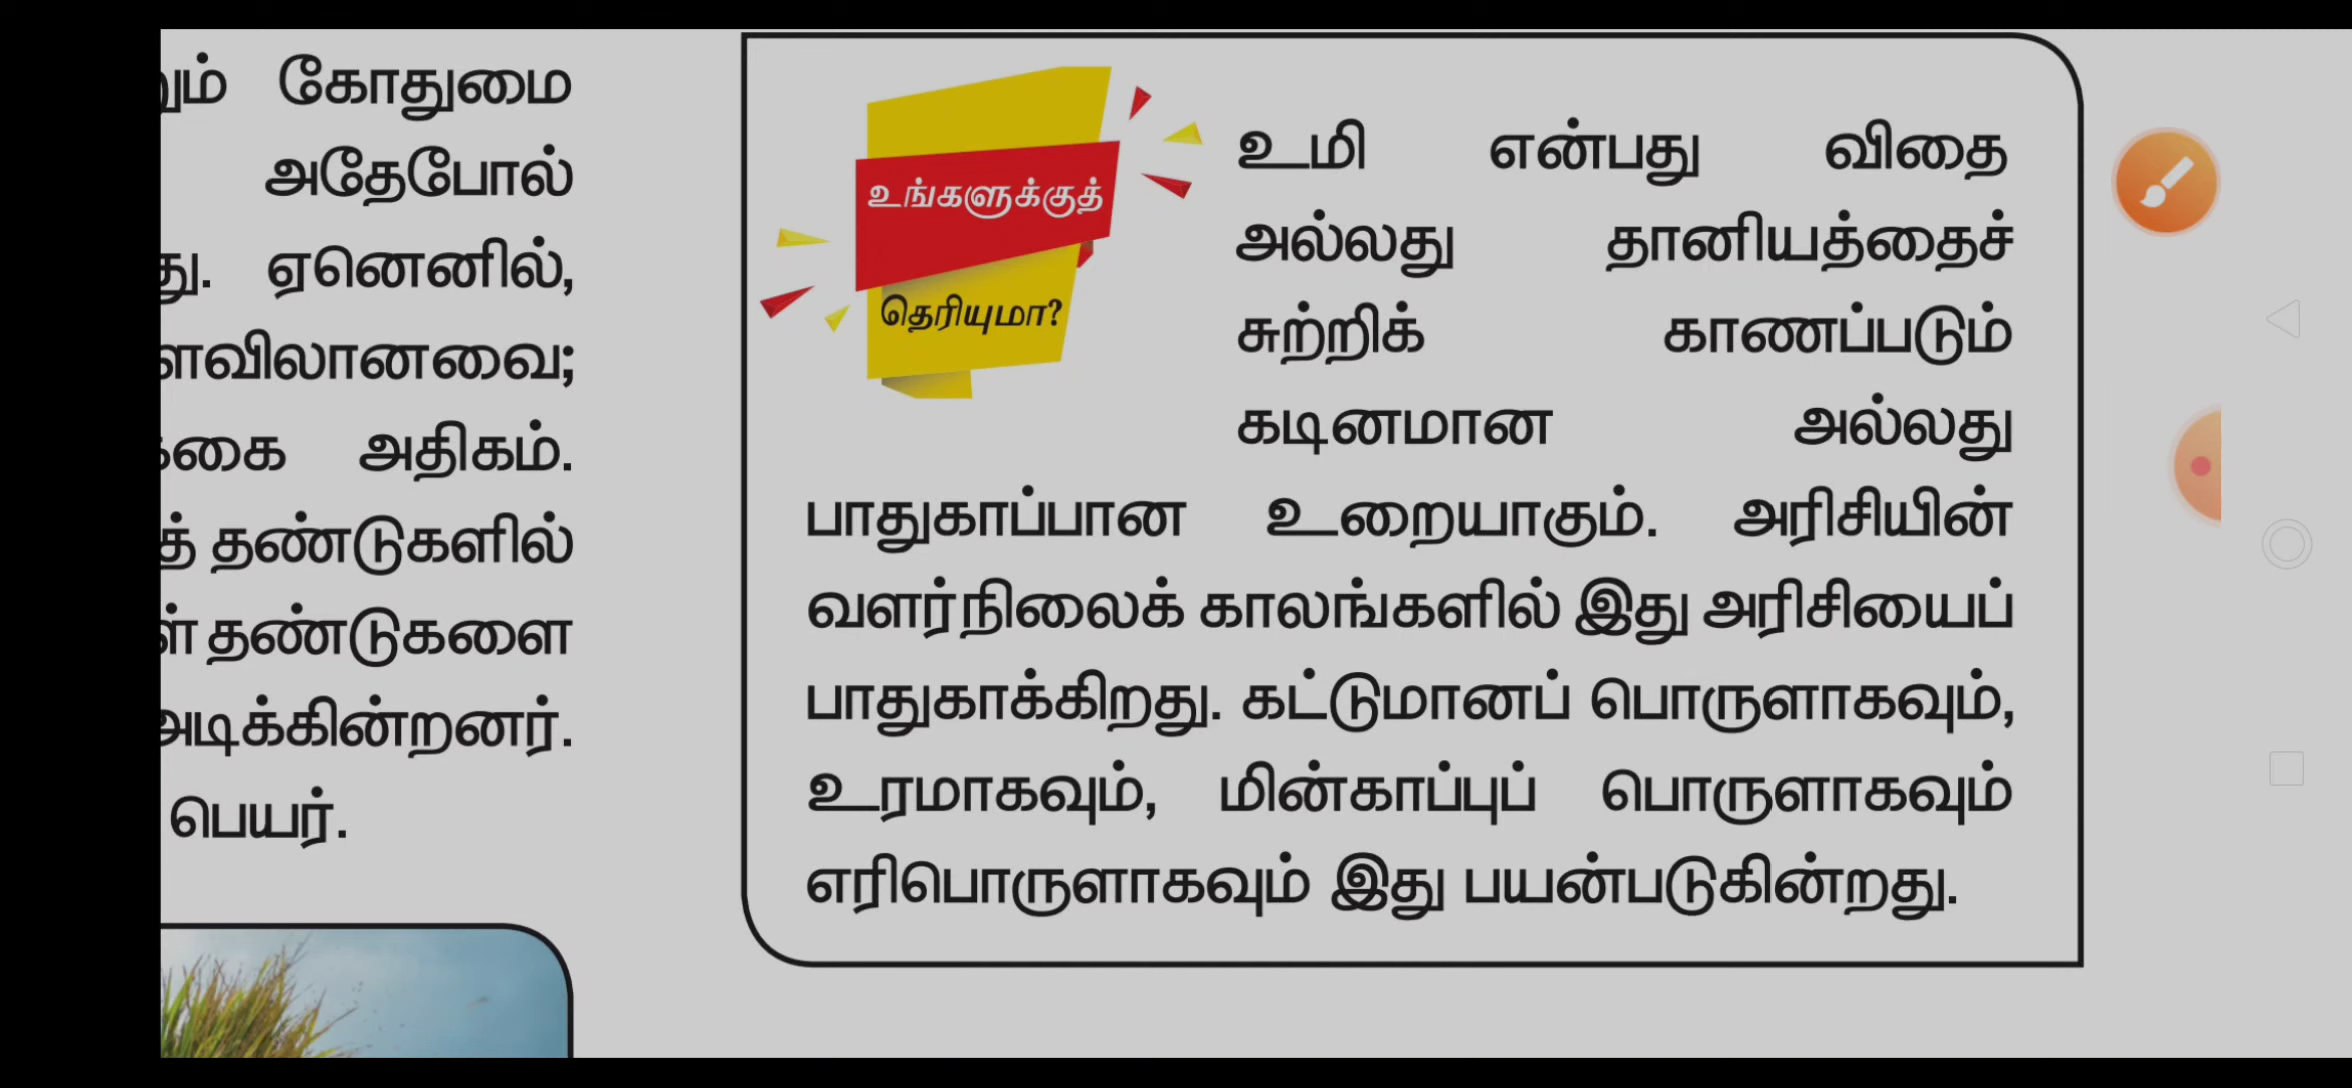 கோதுமை
அதேபோல்
ஏனெனில்,
அதிகம்.
தண்டுகளில்
தண்டுகளை
அடிக்கின்றனர்.
பெயர்.
உங்களுக்குத்
தெரியுமா?
உமி என்பது விதை
அல்லது தானியத்தைச்
சுற்றிக் காணப்படும்
கடினமான அல்லது
பாதுகாப்பான உறையாகும். அரிசியின்
வளர்நிலைக் காலங்களில் இது அரிசியைப்
பாதுகாக்கிறது. கட்டுமானப் பொருளாகவும்,
உரமாகவும், மின்காப்புப் பொருளாகவும்
எரிபொருளாகவும் இது பயன்படுகின்றது.